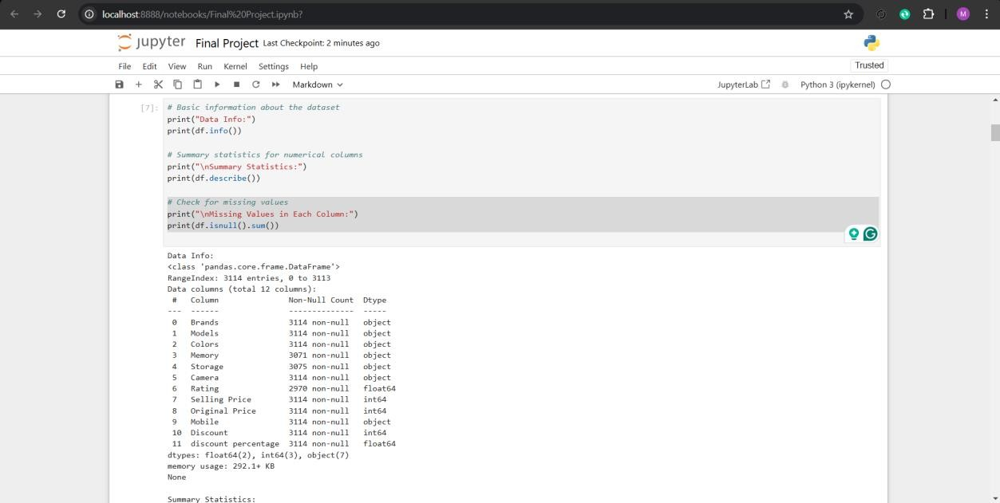 localhost:8888/notebooks/Final%20Project.ipynb?
M
jupyter Final Project Last Checkpoint: 2 minutes ago
File Edit View Run Kernel Settings Help
Trusted
Markdown
JupyterLab
Python 3 (ipykernel)
[7]: # Basic information about the dataset
print("Data Info:")
print(df.info())
# Summary statistics for numerical columns
print("\nSummary Statistics:")
print(df.describe())
# Check for missing values
print("\nMissing Values in Each Column:")
print(df.isnull().sum())
Data Info:
<class 'pandas.core.frame.DataFrame'>
RangeIndex: 3114 entries, 0 to 3113
Data columns (total 12 columns):
# Column Non-Null Count Dtype
--- ------ -------------- -----
0 Brands 3114 non-null object
1 Models 3114 non-null object
2 Colors 3114 non-null object
3 Memory 3071 non-null object
4 Storage 3075 non-null object
5 Camera 3114 non-null object
6 Rating 2970 non-null float64
7 Selling Price 3114 non-null int64
8 Original Price 3114 non-null int64
9 Mobile 3114 non-null object
10 Discount 3114 non-null int64
11 discount percentage 3114 non-null float64
dtypes: float64(2), int64(3), object(7)
memory usage: 292.1+ KB
None
Summary Statistics: